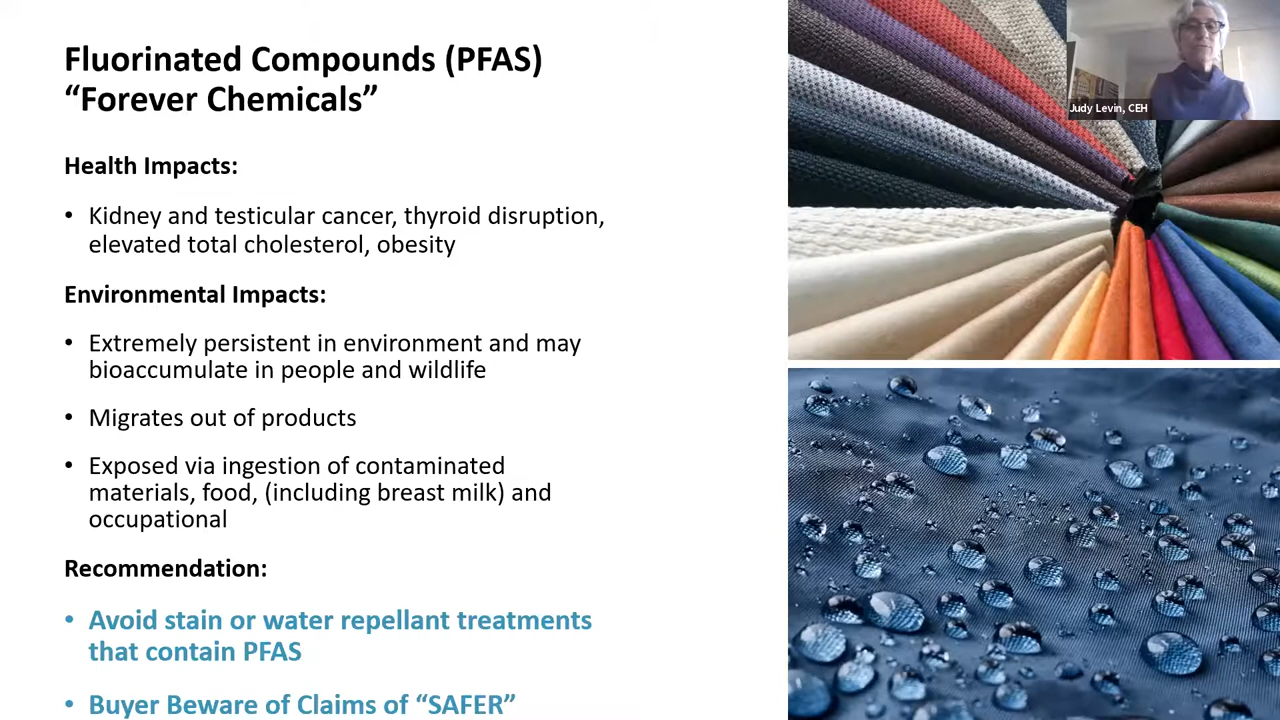 Fluorinated Compounds (PFAS)
“Forever Chemicals”
Health Impacts:
• Kidney and testicular cancer, thyroid disruption,
elevated total cholesterol, obesity
Environmental Impacts:
• Extremely persistent in environment and may
bioaccumulate in people and wildlife
• Migrates out of products
• Exposed via ingestion of contaminated
materials, food, (including breast milk) and
occupational
Recommendation:
• Avoid stain or water repellant treatments
that contain PFAS
• Buyer Beware of Claims of “SAFER”
Judy Levin, CEH